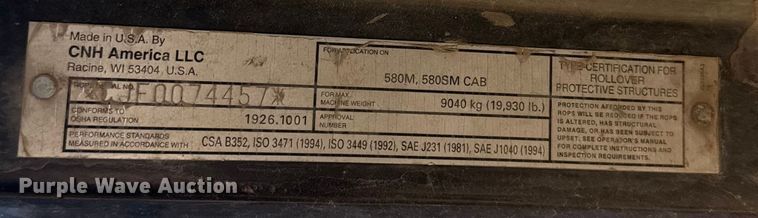 Made in U.S.A. By
CNH America LLC
Racine, WI 53404, U.S.A.
SERIAL NO.
JF0074457*
CONFORMS TO
OSHA REGULATION 1926.1001
PERFORMANCE STANDARDS
MEASURED IN ACCORDANCE WITH
CSA B352, ISO 3471 (1994), ISO 3449 (1992), SAE J231 (1981), SAE J1040 (1994)
FOR APPLICATION ON
580M, 580SM CAB
FOR MAX.
MACHINE WEIGHT 9040 kg (19,930 lb.)
APPROVAL
NUMBER
TYPE CERTIFICATION FOR
ROLLOVER
PROTECTIVE STRUCTURES
PROTECTION AFFORDED BY THIS
ROPS WILL BE REDUCED IF THE ROPS
IS ALTERED, HAS STRUCTURAL
DAMAGE, OR HAS BEEN SUBJECT TO
UPSET. SEE OPERATOR'S MANUAL
FOR COMPLETE INSTRUCTIONS AND
INSPECTION REQUIREMENTS.
Purple Wave Auction